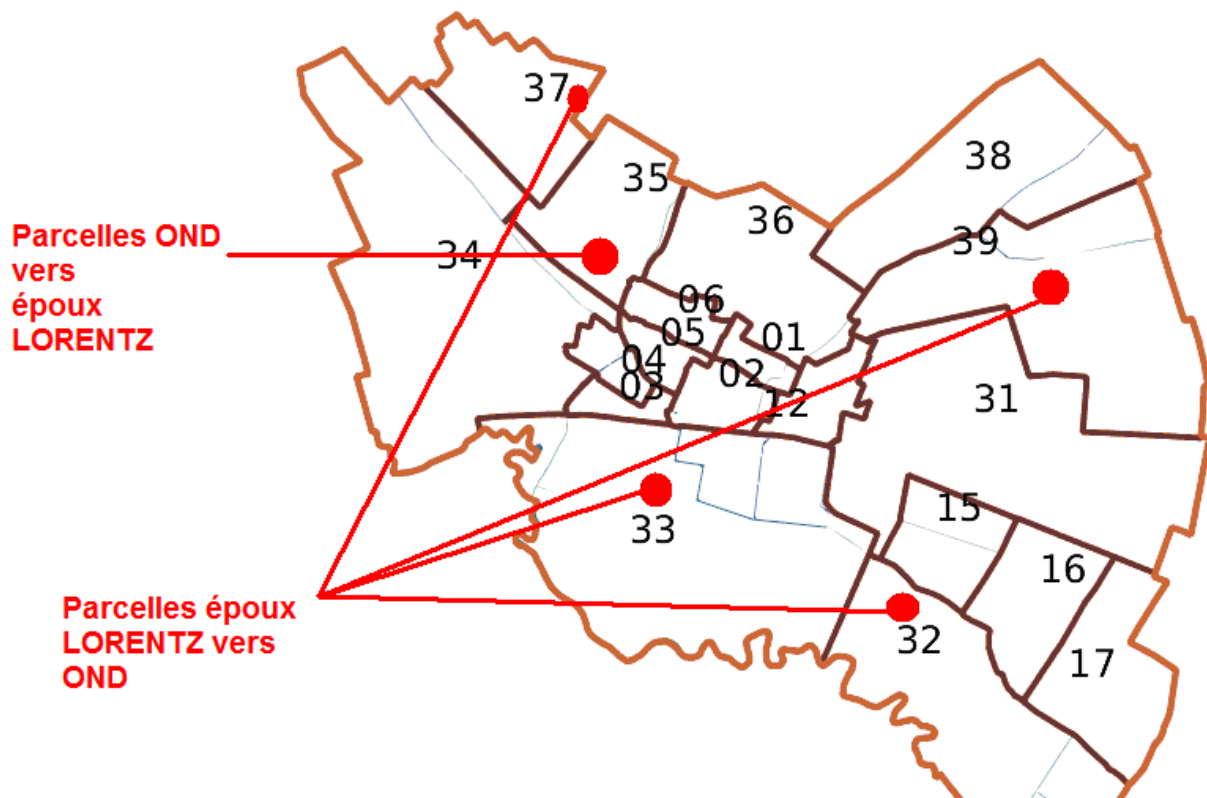 37
38
35
36
39
Parcelles OND
vers
époux
LORENTZ
34
06
05
01
04
02
03
12
31
15
33
16
Parcelles époux
LORENTZ vers
OND
32
17